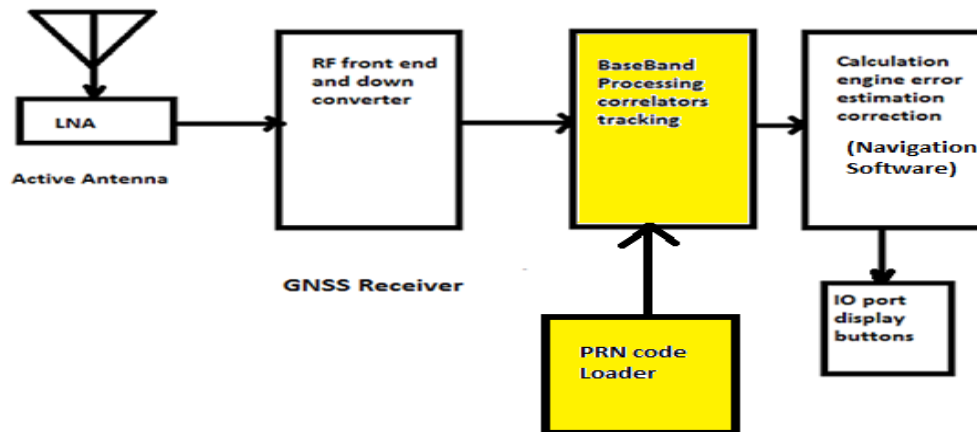 LNA
Active Antenna
RF front end
and down
converter
GNSS Receiver
BaseBand
Processing
correlators
tracking
PRN code
Loader
Calculation
engine error
estimation
correction
(Navigation
Software)
IO port
display
buttons